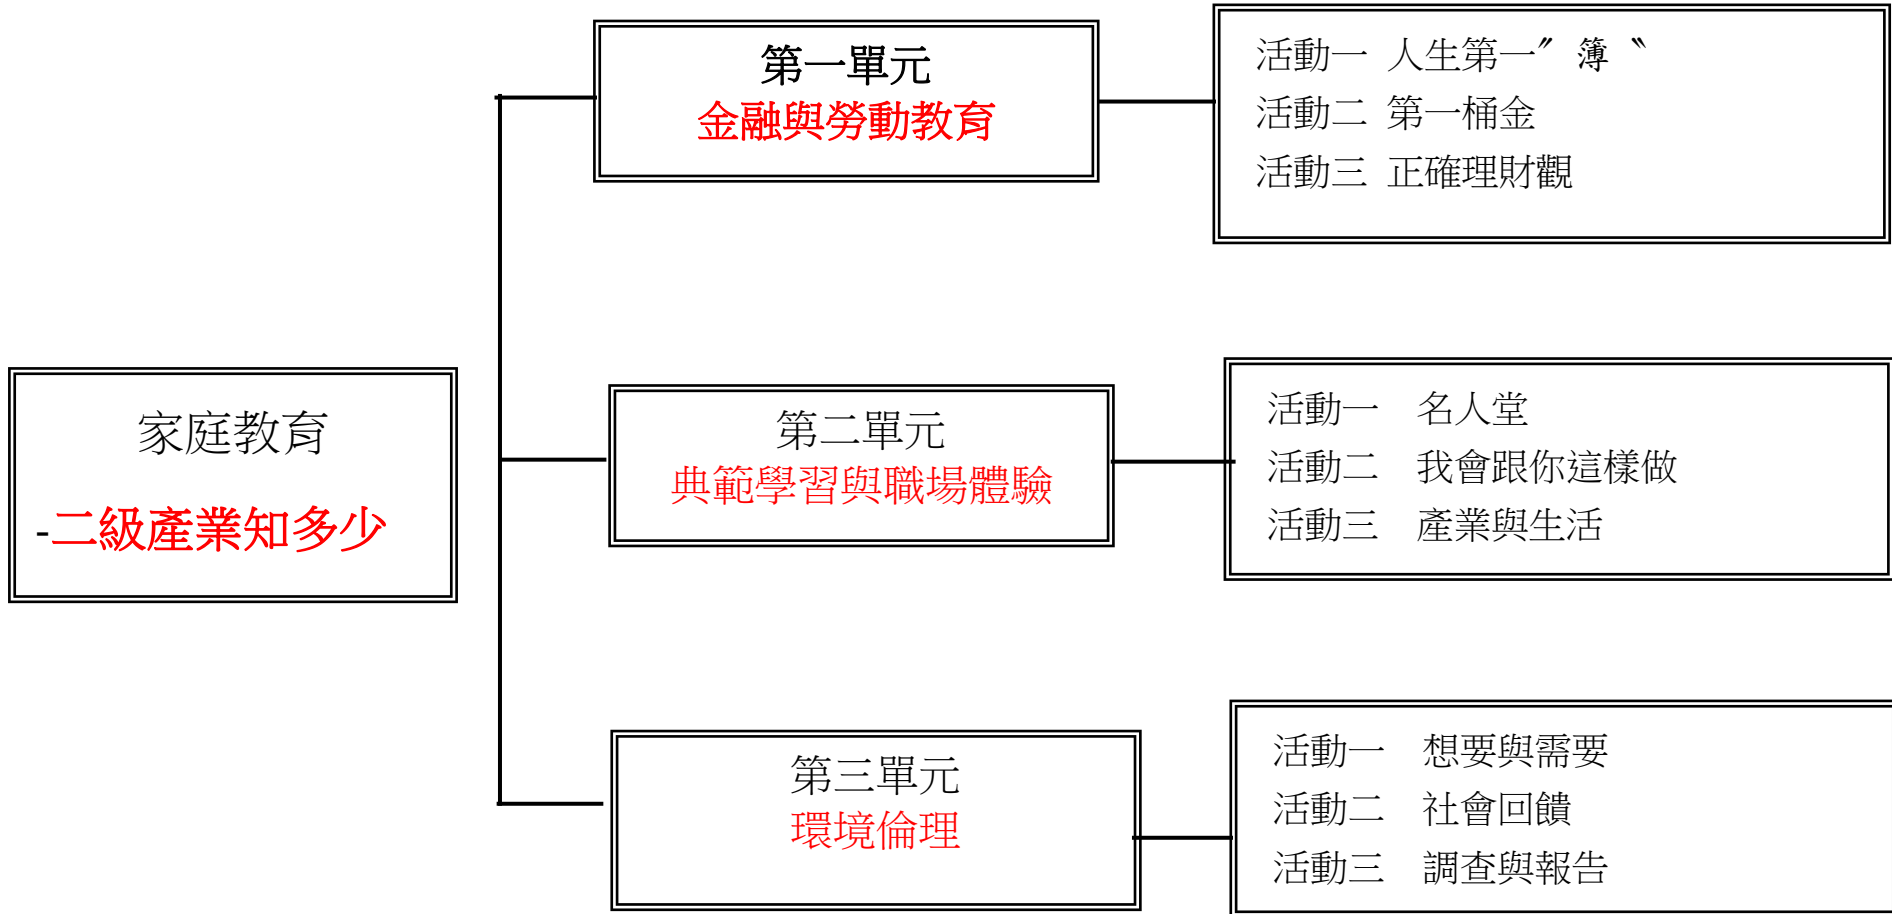 家庭教育
-二級產業知多少
第一單元
金融與勞動教育
活動一 人生第一〞簿〝
活動二 第一桶金
活動三 正確理財觀
第二單元
典範學習與職場體驗
活動一 名人堂
活動二 我會跟你這樣做
活動三 產業與生活
第三單元
環境倫理
活動一 想要與需要
活動二 社會回饋
活動三 調查與報告